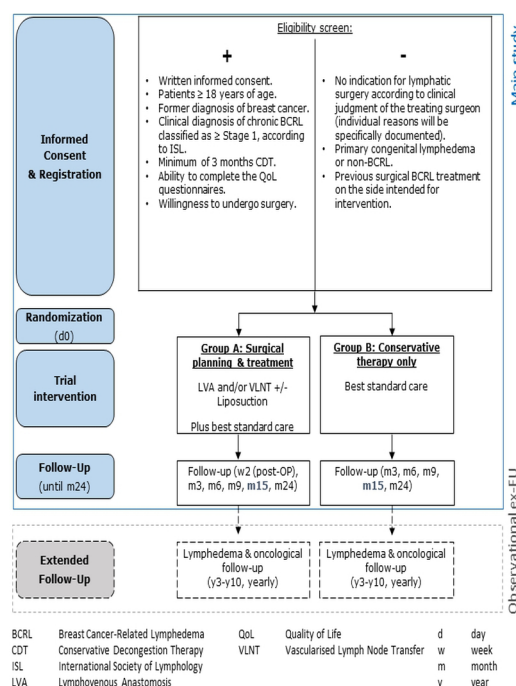 Main study
Eligibility screen:
+
• Written informed consent.
• Patients ≥ 18 years of age.
• Former diagnosis of breast cancer.
• Clinical diagnosis of chronic BCRL
classified as ≥ Stage 1, according
to ISL.
• Minimum of 3 months CDT.
• Ability to complete the QoL
questionnaires.
• Willingness to undergo surgery.
-
• No indication for lymphatic
surgery according to clinical
judgment of the treating surgeon
(individual reasons will be
specifically documented).
• Primary congenital lymphedema
or non-BCRL.
• Previous surgical BCRL treatment
on the side intended for
intervention.
Informed
Consent
& Registration
Randomization
(d0)
Trial
intervention
Group A: Surgical
planning & treatment
LVA and/or VLNT +/-
Liposuction
Plus best standard care
Group B: Conservative
therapy only
Best standard care
Follow-Up
(until m24)
Follow-up (w2 (post-OP),
m3, m6, m9, m15, m24)
Follow-up (m3, m6, m9,
m15, m24)
Observational ex-FU
Extended
Follow-Up
Lymphedema & oncological
follow-up
(y3-y10, yearly)
Lymphedema & oncological
follow-up
(y3-y10, yearly)
BCRL Breast Cancer-Related Lymphedema QoL Quality of Life d day
CDT Conservative Decongestion Therapy VLNT Vascularised Lymph Node Transfer w week
ISL International Society of Lymphology m month
LVA Lymphovenous Anastomosis y year